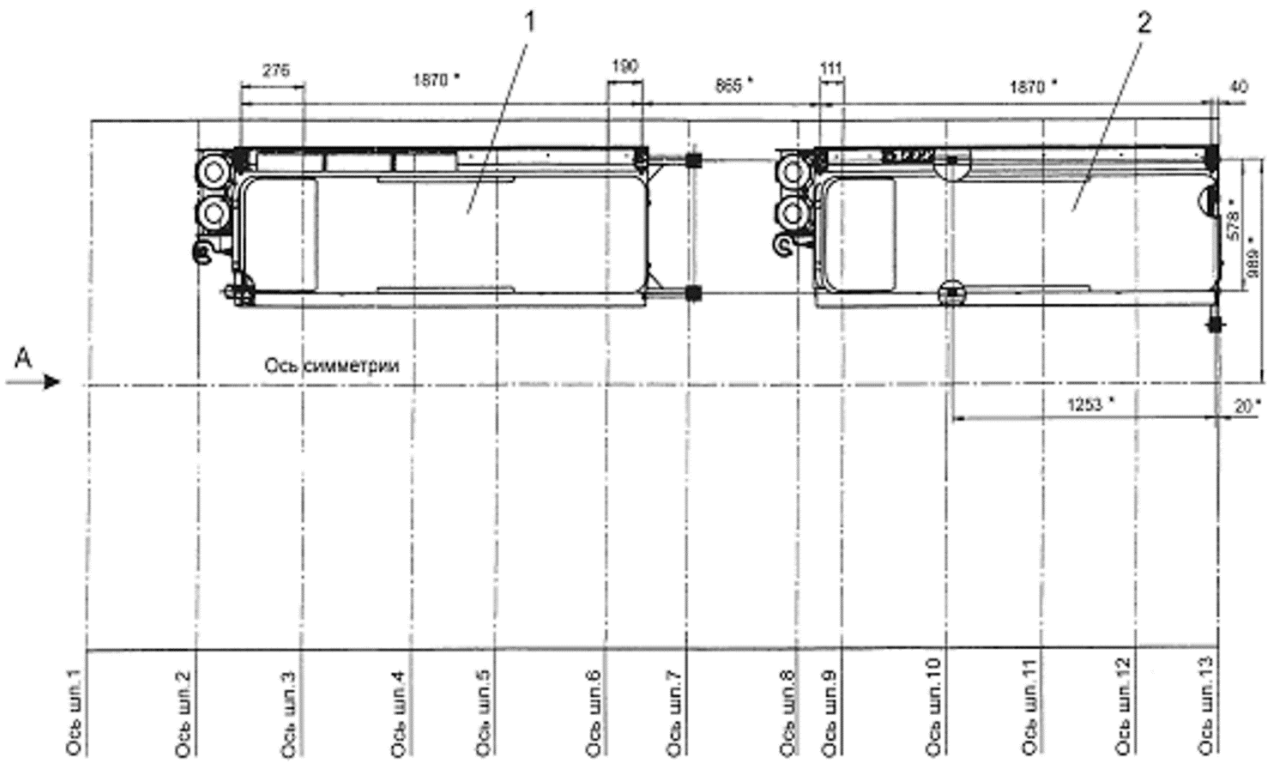 1
2
276
1870 *
190
865 *
111
1870 *
40
578 *
989 *
А
Ось симметрии
1253 *
20 *
Ось шп.1
Ось шп.2
Ось шп.3
Ось шп.4
Ось шп.5
Ось шп.6
Ось шп.7
Ось шп.8
Ось шп.9
Ось шп.10
Ось шп.11
Ось шп.12
Ось шп.13